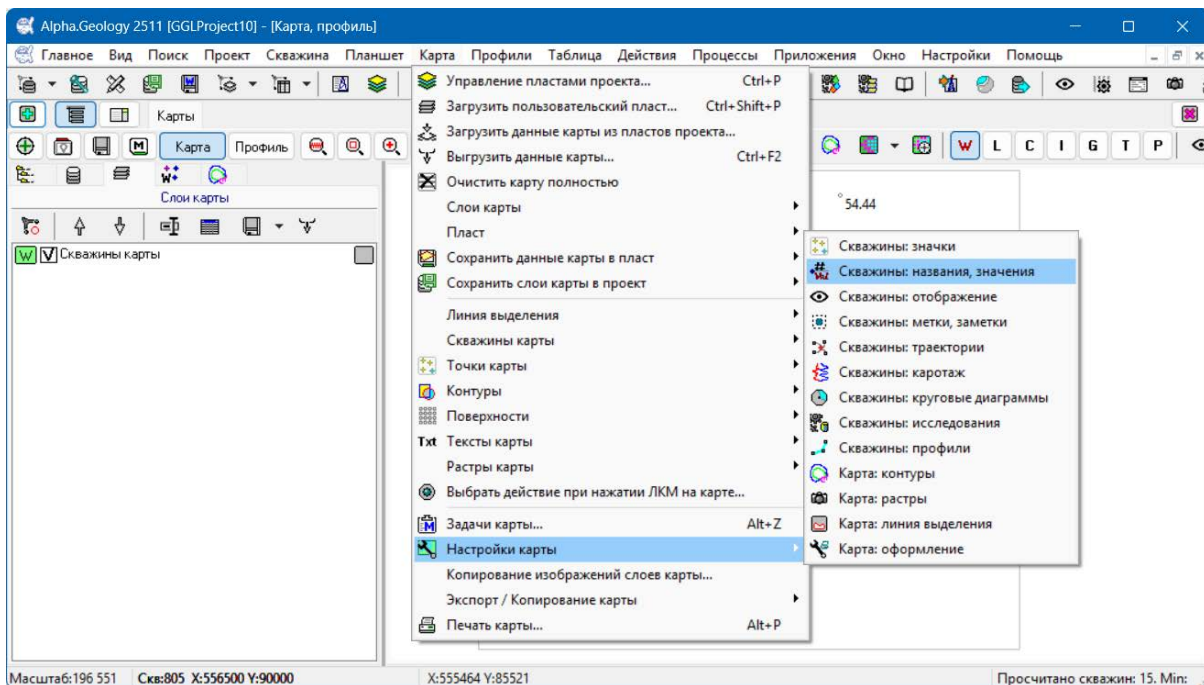 Alpha.Geology 2511 [GGLProject10] - [Карта, профиль]
Главное Вид Поиск Проект Скважина Планшет Карта Профили Таблица Действия Процессы Приложения Окно Настройки Помощь
Карты
Карта Профиль
W L C I G T P
Слои карты
W Скважины карты
Управление пластами проекта... Ctrl+P
Загрузить пользовательский пласт... Ctrl+Shift+P
Загрузить данные карты из пластов проекта...
Выгрузить данные карты... Ctrl+F2
Очистить карту полностью
Слои карты
Пласт
Сохранить данные карты в пласт
Сохранить слои карты в проект
Линия выделения
Скважины карты
Точки карты
Контуры
Поверхности
Txt Тексты карты
Растры карты
Выбрать действие при нажатии ЛКМ на карте...
Задачи карты... Alt+Z
Настройки карты
Копирование изображений слоев карты...
Экспорт / Копирование карты
Печать карты... Alt+P
54.44
Скважины: значки
Скважины: названия, значения
Скважины: отображение
Скважины: метки, заметки
Скважины: траектории
Скважины: каротаж
Скважины: круговые диаграммы
Скважины: исследования
Скважины: профили
Карта: контуры
Карта: растры
Карта: линия выделения
Карта: оформление
Масштаб:196 551 Скв:805 X:556500 Y:90000 X:555464 Y:85521 Просчитано скважин: 15. Min: